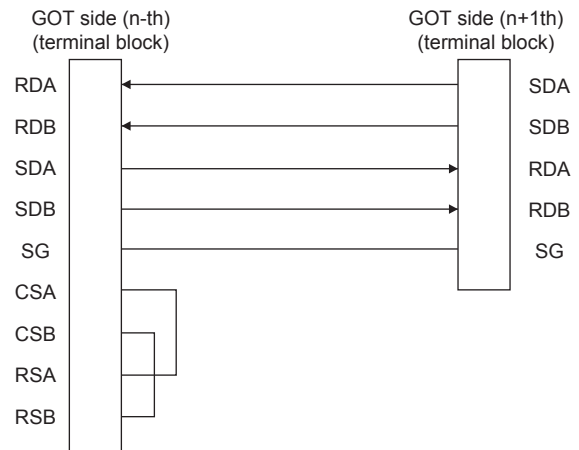 GOT side (n-th)
(terminal block)
GOT side (n+1th)
(terminal block)
RDA
SDA
RDB
SDB
SDA
RDA
SDB
RDB
SG
SG
CSA
CSB
RSA
RSB